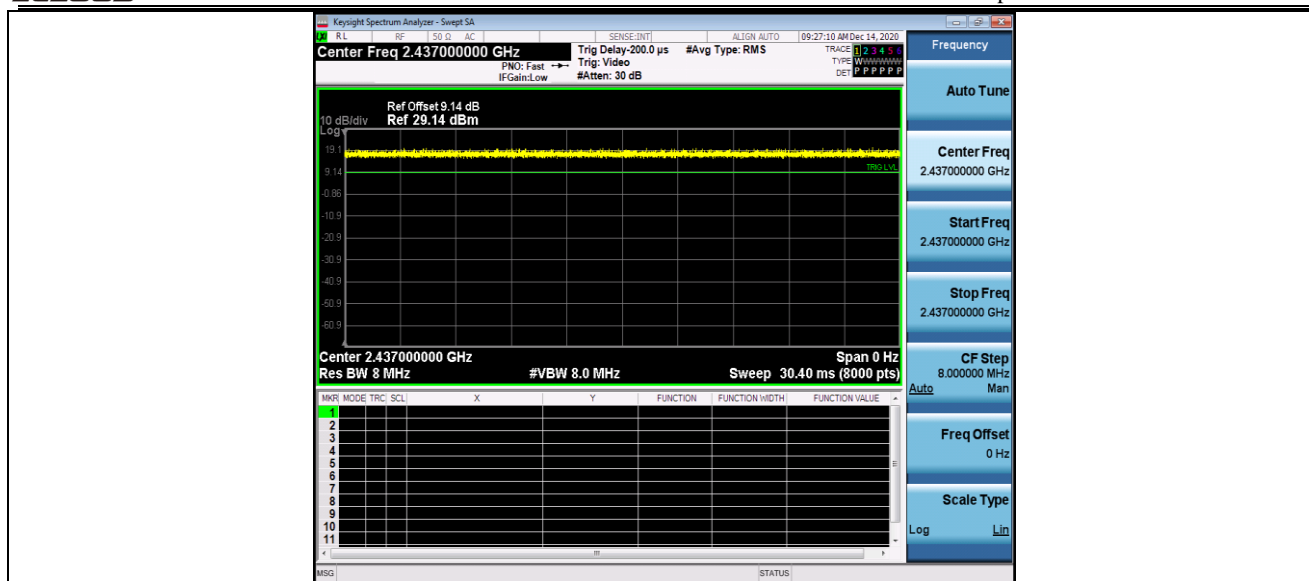 Keysight Spectrum Analyzer - Swept SA
RL RF 50 Ω AC SENSE:INT ALIGN AUTO 09:27:10 AM Dec 14, 2020
Center Freq 2.437000000 GHz Trig Delay-200.0 µs #Avg Type: RMS TRACE 1 2 3 4 5 6
PNO: Fast Trig: Video TYPE WWWWWW
IFGain:Low #Atten: 30 dB DET P P P P P P
Ref Offset 9.14 dB
10 dB/div Ref 29.14 dBm
Log
19.1
9.14 TRIG LVL
-0.86
-10.9
-20.9
-30.9
-40.9
-50.9
-60.9
Center 2.437000000 GHz Span 0 Hz
Res BW 8 MHz #VBW 8.0 MHz Sweep 30.40 ms (8000 pts)
MKR MODE TRC SCL X Y FUNCTION FUNCTION WIDTH FUNCTION VALUE
1
2
3
4
5
6
7
8
9
10
11
MSG STATUS
Frequency
Auto Tune
Center Freq
2.437000000 GHz
Start Freq
2.437000000 GHz
Stop Freq
2.437000000 GHz
CF Step
8.000000 MHz
Auto Man
Freq Offset
0 Hz
Scale Type
Log Lin